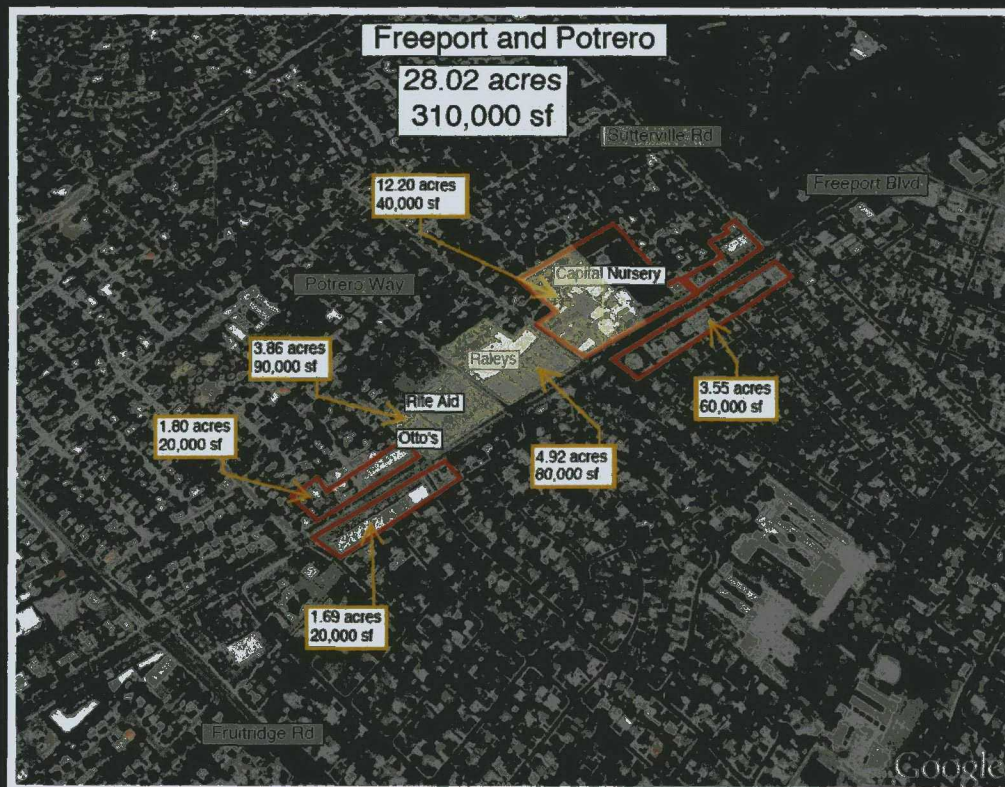 Freeport and Potrero
28.02 acres
310,000 sf
Sutterville Rd
Freeport Blvd
12.20 acres
40,000 sf
Capital Nursery
Potrero Way
3.86 acres
90,000 sf
Raleys
Rite Aid
3.55 acres
60,000 sf
1.80 acres
20,000 sf
Otto's
4.92 acres
80,000 sf
1.69 acres
20,000 sf
Fruitridge Rd
Google